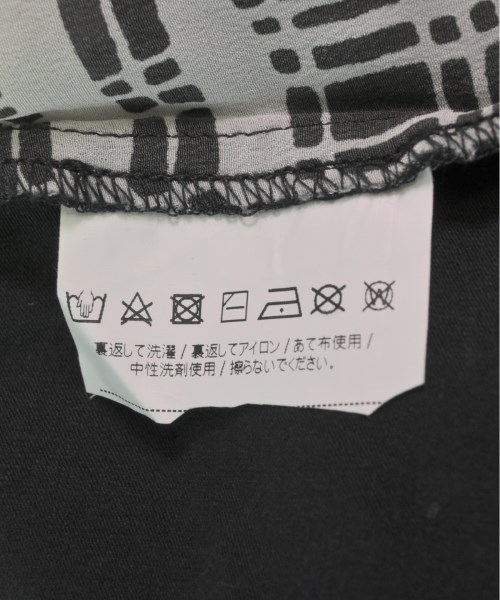 裏返して洗濯 / 裏返してアイロン / あて布使用 /
中性洗剤使用 / 擦らないでください。